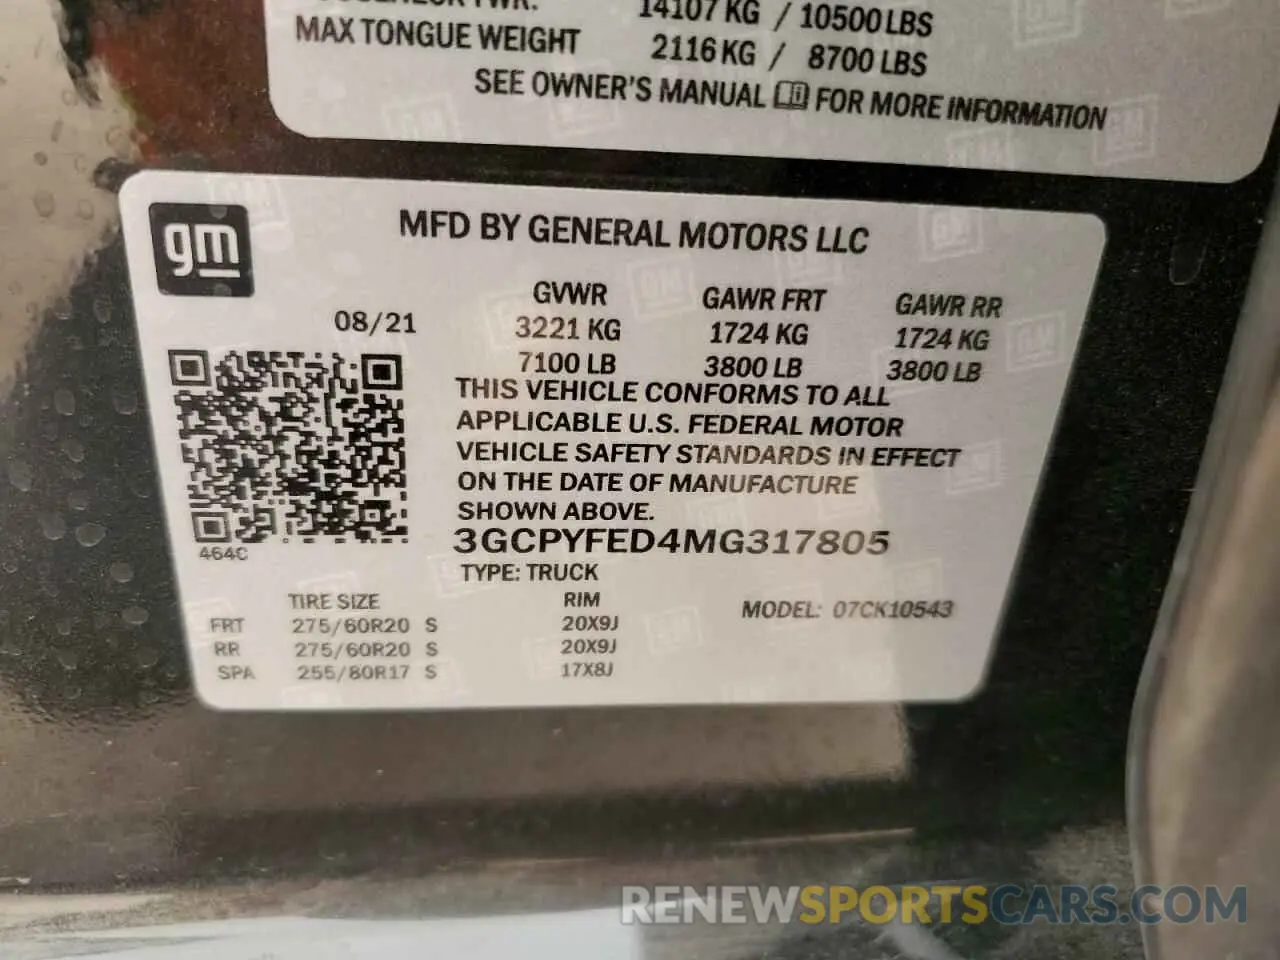 14107 KG / 10500 LBS
MAX TONGUE WEIGHT 2116 KG / 8700 LBS
SEE OWNER'S MANUAL FOR MORE INFORMATION
gm
MFD BY GENERAL MOTORS LLC
08/21
GVWR GAWR FRT GAWR RR
3221 KG 1724 KG 1724 KG
7100 LB 3800 LB 3800 LB
THIS VEHICLE CONFORMS TO ALL
APPLICABLE U.S. FEDERAL MOTOR
VEHICLE SAFETY STANDARDS IN EFFECT
ON THE DATE OF MANUFACTURE
SHOWN ABOVE.
464C
3GCPYFED4MG317805
TYPE: TRUCK
TIRE SIZE RIM
MODEL: 07CK10543
FRT 275/60R20 S 20X9J
RR 275/60R20 S 20X9J
SPA 255/80R17 S 17X8J
RENEWSPORTSCARS.COM